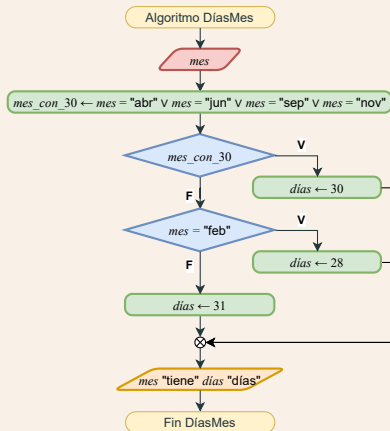 Algoritmo DíasMes
mes
mes_con_30 ← mes = "abr" ∨ mes = "jun" ∨ mes = "sep" ∨ mes = "nov"
mes_con_30
V
días ← 30
F
mes = "feb"
V
F
días ← 28
días ← 31
mes "tiene" días "días"
Fin DíasMes